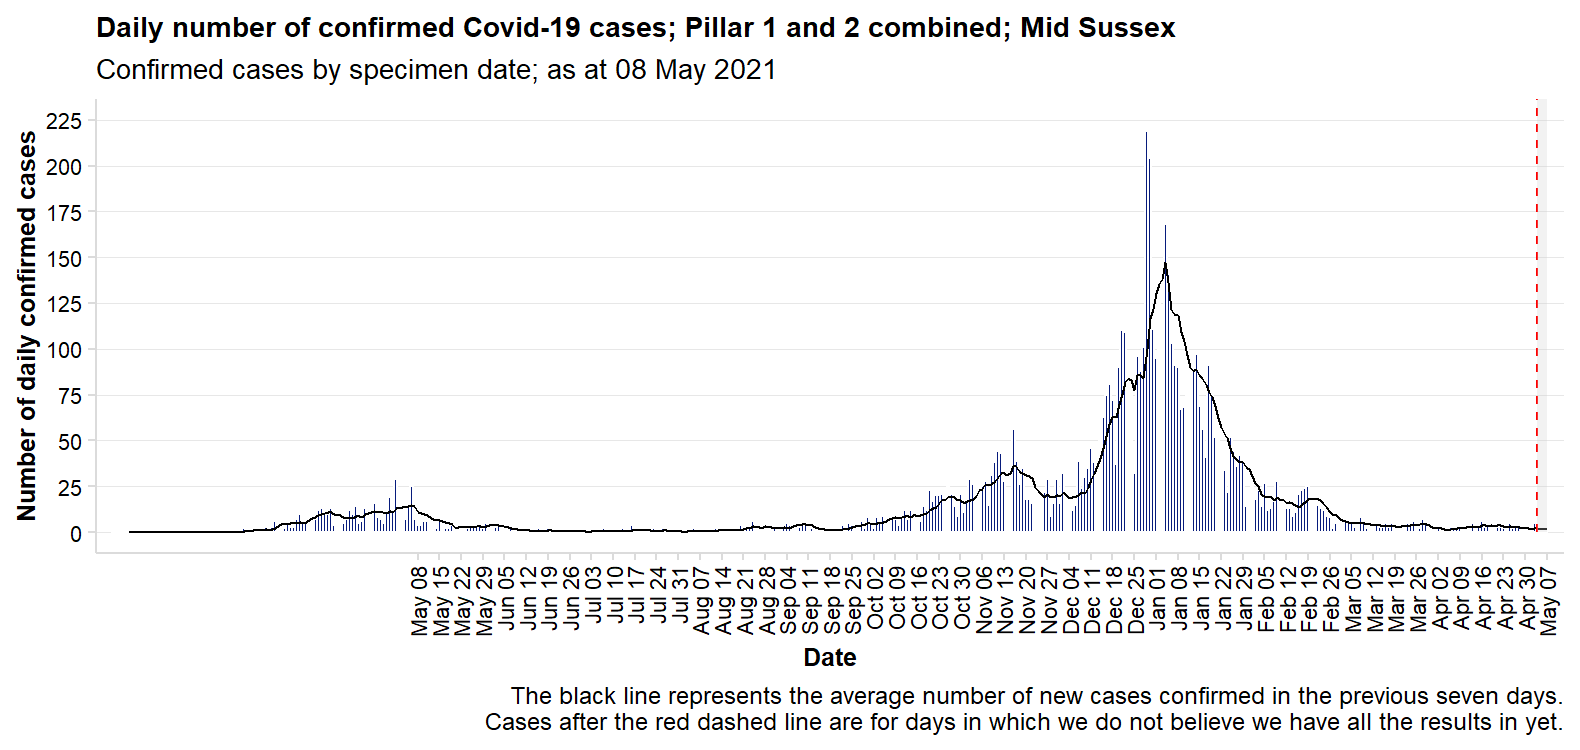 Daily number of confirmed Covid-19 cases; Pillar 1 and 2 combined; Mid Sussex
Confirmed cases by specimen date; as at 08 May 2021
Number of daily confirmed cases
225
200
175
150
125
100
75
50
25
0
May 08
May 15
May 22
May 29
Jun 05
Jun 12
Jun 19
Jun 26
Jul 03
Jul 10
Jul 17
Jul 24
Jul 31
Aug 07
Aug 14
Aug 21
Aug 28
Sep 04
Sep 11
Sep 18
Sep 25
Oct 02
Oct 09
Oct 16
Oct 23
Oct 30
Nov 06
Nov 13
Nov 20
Nov 27
Dec 04
Dec 11
Dec 18
Dec 25
Jan 01
Jan 08
Jan 15
Jan 22
Jan 29
Feb 05
Feb 12
Feb 19
Feb 26
Mar 05
Mar 12
Mar 19
Mar 26
Apr 02
Apr 09
Apr 16
Apr 23
Apr 30
May 07
Date
The black line represents the average number of new cases confirmed in the previous seven days.
Cases after the red dashed line are for days in which we do not believe we have all the results in yet.